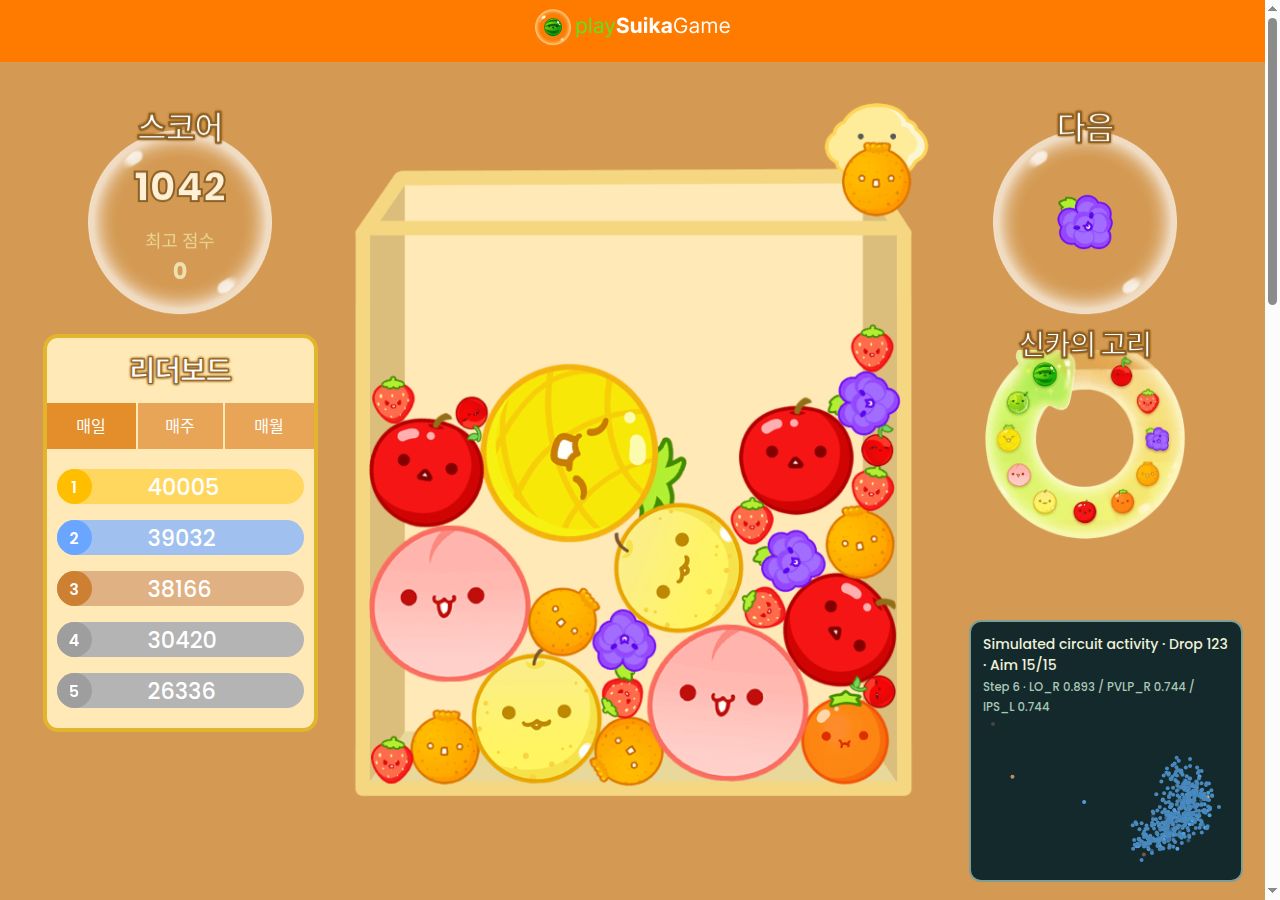 playSuikaGame
스코어
1042
최고 점수
0
다음
신카의 고리
리더보드
매일 매주 매월
1 40005
2 39032
3 38166
4 30420
5 26336
Simulated circuit activity · Drop 123
· Aim 15/15
Step 6 · LO_R 0.893 / PVLP_R 0.744 /
IPS_L 0.744